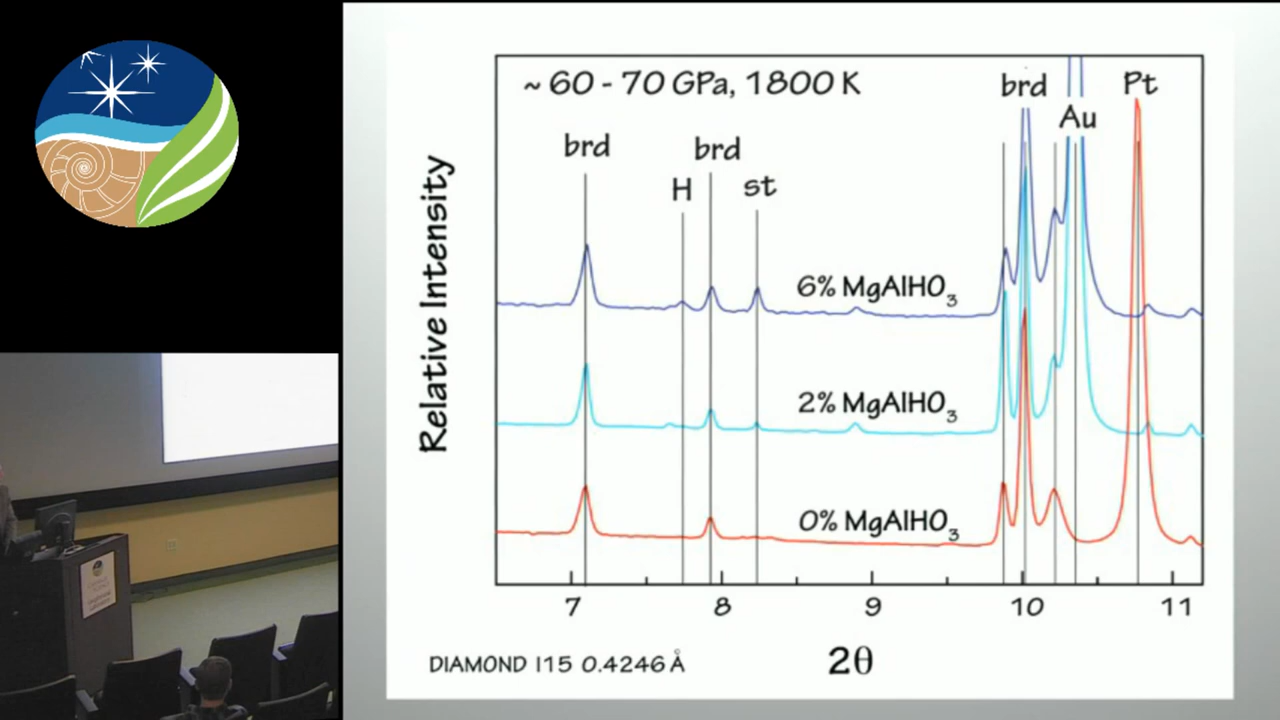 ~ 60 - 70 GPa, 1800 K
brd
Pt
Au
brd
brd
H
st
6% MgAlHO3
2% MgAlHO3
0% MgAlHO3
Relative Intensity
7
8
9
10
11
2θ
DIAMOND I15 0.4246 Å